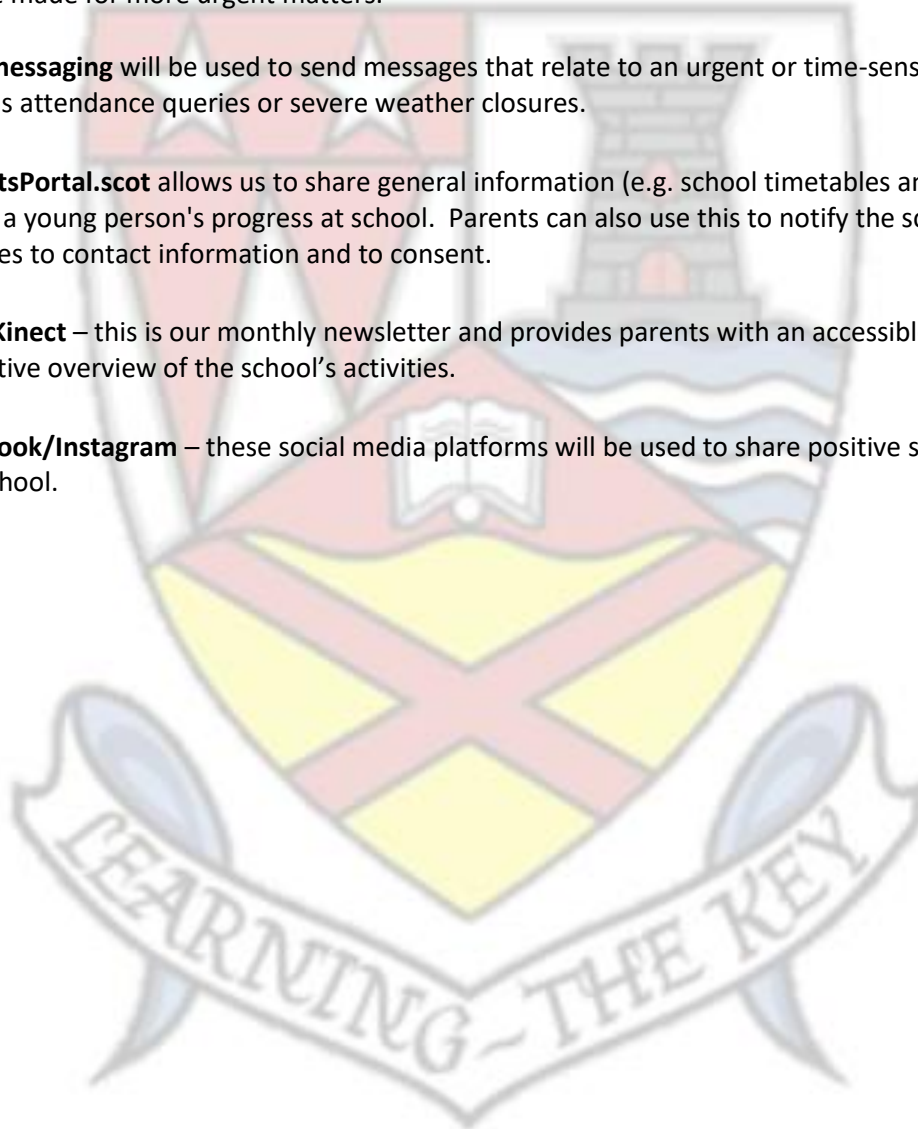 made for more urgent matters.
messaging will be used to send messages that relate to an urgent or time-sens
s attendance queries or severe weather closures.
tsPortal.scot allows us to share general information (e.g. school timetables ar
a young person's progress at school. Parents can also use this to notify the sc
es to contact information and to consent.
Kinect – this is our monthly newsletter and provides parents with an accessibl
tive overview of the school's activities.
ook/Instagram – these social media platforms will be used to share positive s
hool.
LEARNING ~ THE KEY